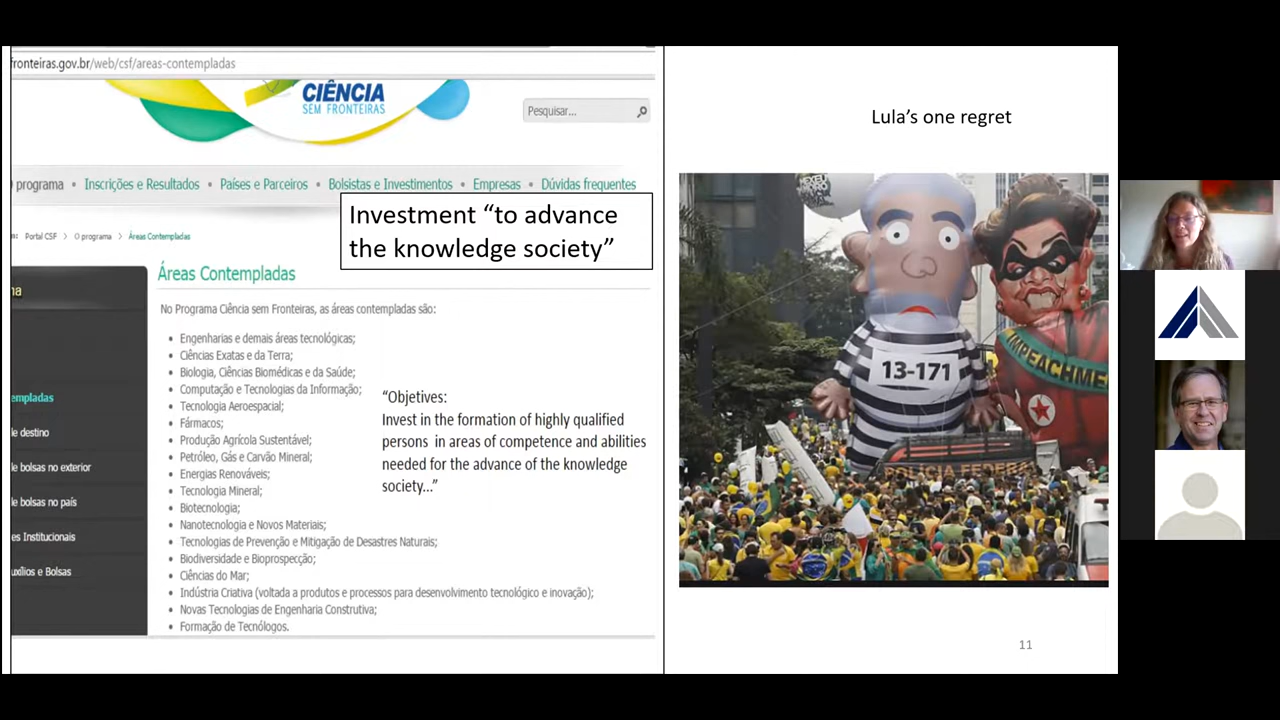 fronteiras.gov.br/web/csf/areas-contempladas
CIÊNCIA
SEM FRONTEIRAS
Pesquisar...
programa • Inscrições e Resultados • Países e Parceiros • Bolsistas e Investimentos • Empresas • Dúvidas frequentes
Investment “to advance
the knowledge society”
Portal CSF > O programa > Áreas Contempladas
Áreas Contempladas
No Programa Ciência sem Fronteiras, as áreas contempladas são:
• Engenharias e demais áreas tecnológicas;
• Ciências Exatas e da Terra;
• Biologia, Ciências Biomédicas e da Saúde;
• Computação e Tecnologias da Informação;
• Tecnologia Aeroespacial;
• Fármacos;
• Produção Agrícola Sustentável;
• Petróleo, Gás e Carvão Mineral;
• Energias Renováveis;
• Tecnologia Mineral;
• Biotecnologia;
• Nanotecnologia e Novos Materiais;
• Tecnologias de Prevenção e Mitigação de Desastres Naturais;
• Biodiversidade e Bioprospecção;
• Ciências do Mar;
• Indústria Criativa (voltada a produtos e processos para desenvolvimento tecnológico e inovação);
• Novas Tecnologias de Engenharia Construtiva;
• Formação de Tecnólogos.
na
empladas
de destino
de bolsas no exterior
de bolsas no país
es Institucionais
uxílios e Bolsas
“Objetives:
Invest in the formation of highly qualified
persons in areas of competence and abilities
needed for the advance of the knowledge
society…”
Lula’s one regret
13-171
IMPEACHME
POLÍCIA FEDERA
11